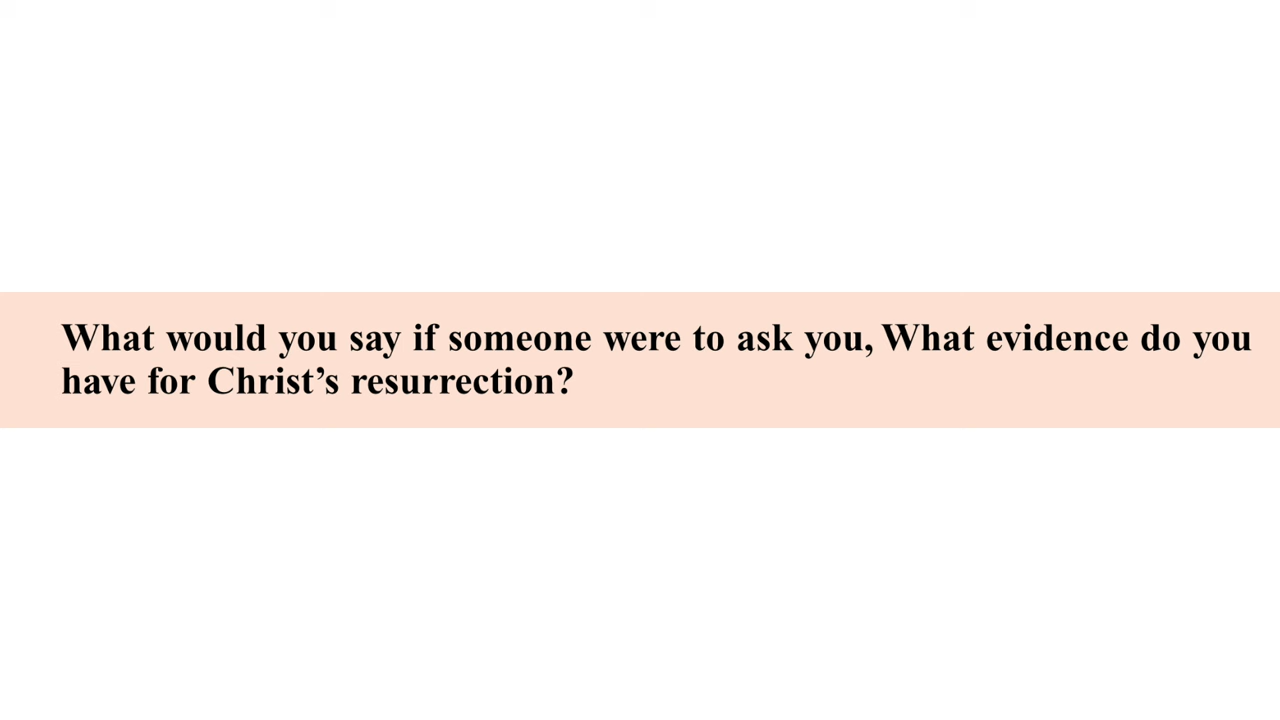 What would you say if someone were to ask you, What evidence do you
have for Christ’s resurrection?